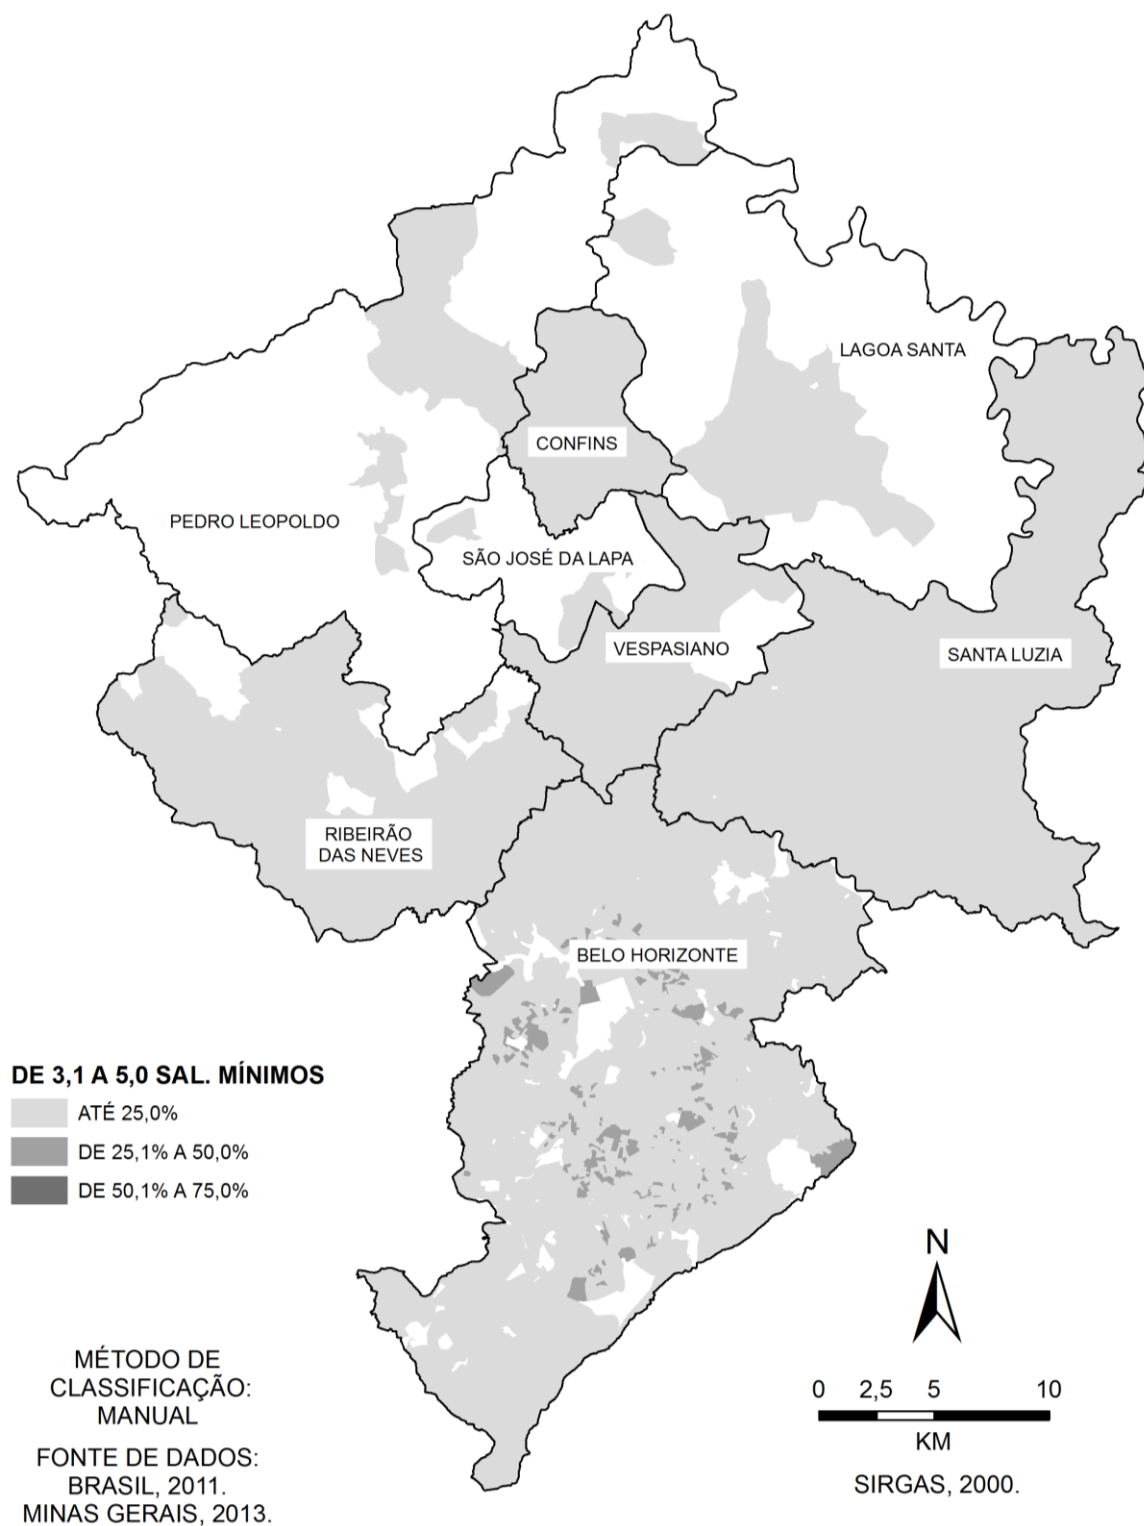 LAGOA SANTA
CONFINS
PEDRO LEOPOLDO
SÃO JOSÉ DA LAPA
VESPASIANO
SANTA LUZIA
RIBEIRÃO
DAS NEVES
BELO HORIZONTE
DE 3,1 A 5,0 SAL. MÍNIMOS
ATÉ 25,0%
DE 25,1% A 50,0%
DE 50,1% A 75,0%
MÉTODO DE
CLASSIFICAÇÃO:
MANUAL
FONTE DE DADOS:
BRASIL, 2011.
MINAS GERAIS, 2013.
N
0 2,5 5 10
KM
SIRGAS, 2000.